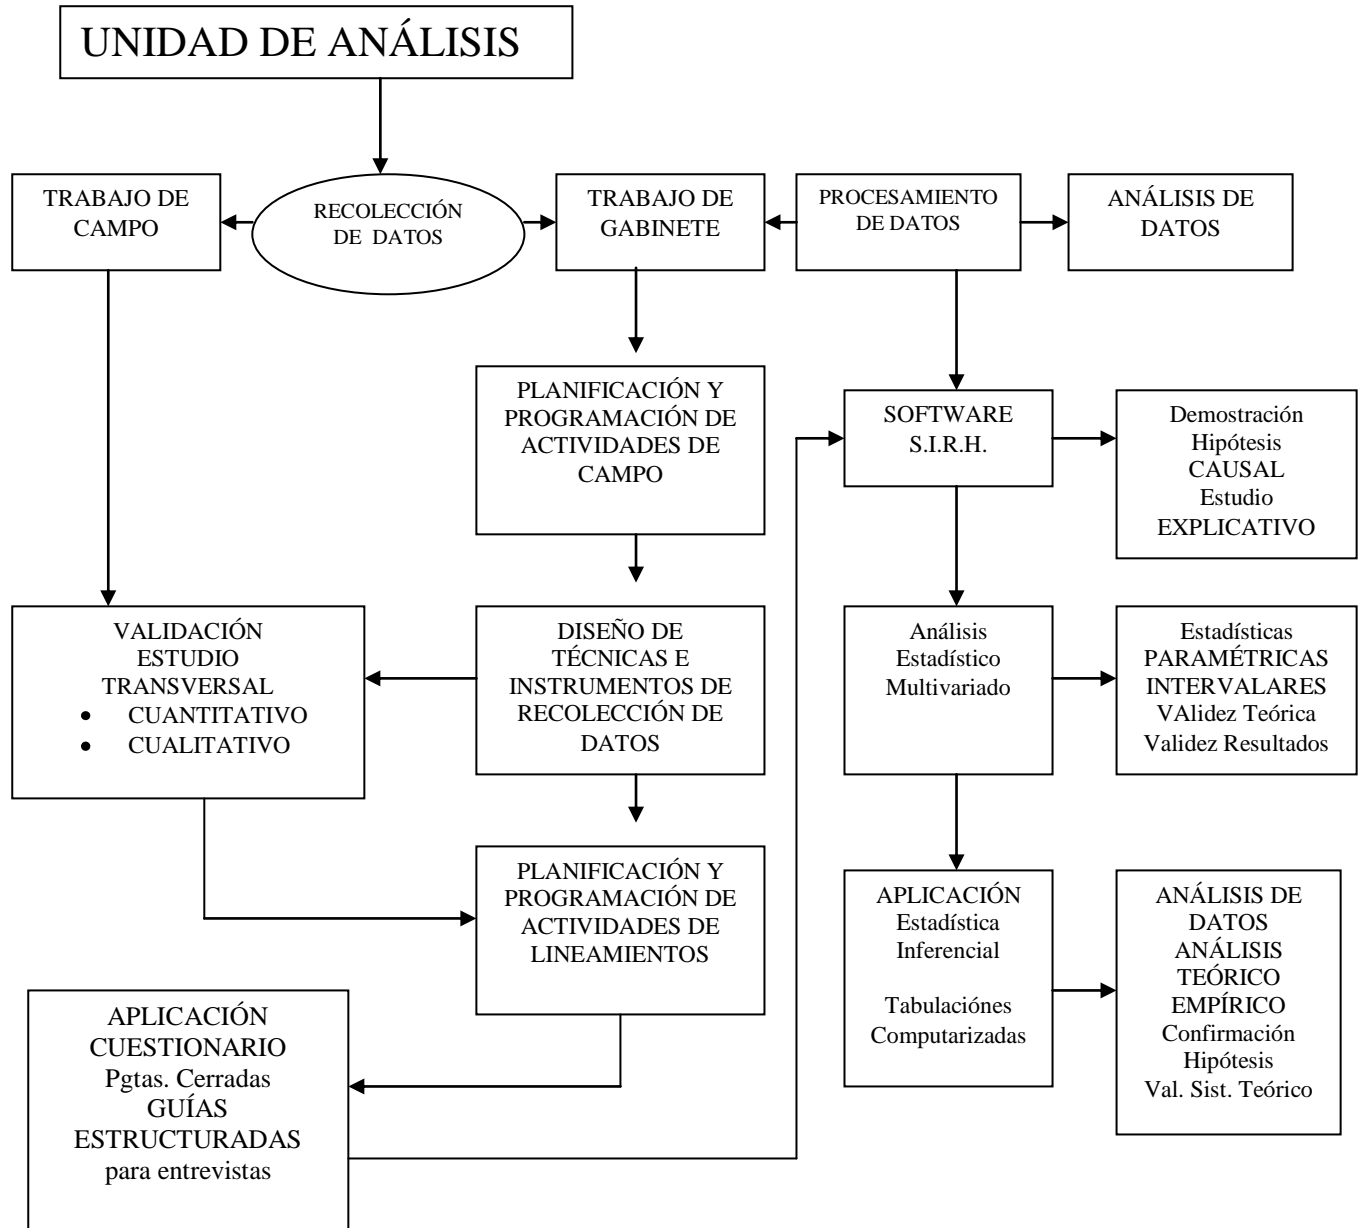 UNIDAD DE ANÁLISIS
TRABAJO DE
CAMPO
RECOLECCIÓN
DE DATOS
TRABAJO DE
GABINETE
PROCESAMIENTO
DE DATOS
ANÁLISIS DE
DATOS
PLANIFICACIÓN Y
PROGRAMACIÓN DE
ACTIVIDADES DE
CAMPO
SOFTWARE
S.I.R.H.
Demostración
Hipótesis
CAUSAL
Estudio
EXPLICATIVO
VALIDACIÓN
ESTUDIO
TRANSVERSAL
• CUANTITATIVO
• CUALITATIVO
DISEÑO DE
TÉCNICAS E
INSTRUMENTOS DE
RECOLECCIÓN DE
DATOS
Análisis
Estadístico
Multivariado
Estadísticas
PARAMÉTRICAS
INTERVALARES
VAlidez Teórica
Validez Resultados
PLANIFICACIÓN Y
PROGRAMACIÓN DE
ACTIVIDADES DE
LINEAMIENTOS
APLICACIÓN
Estadística
Inferencial
Tabulaciónes
Computarizadas
ANÁLISIS DE
DATOS
ANÁLISIS
TEÓRICO
EMPÍRICO
Confirmación
Hipótesis
Val. Sist. Teórico
APLICACIÓN
CUESTIONARIO
Pgtas. Cerradas
GUÍAS
ESTRUCTURADAS
para entrevistas